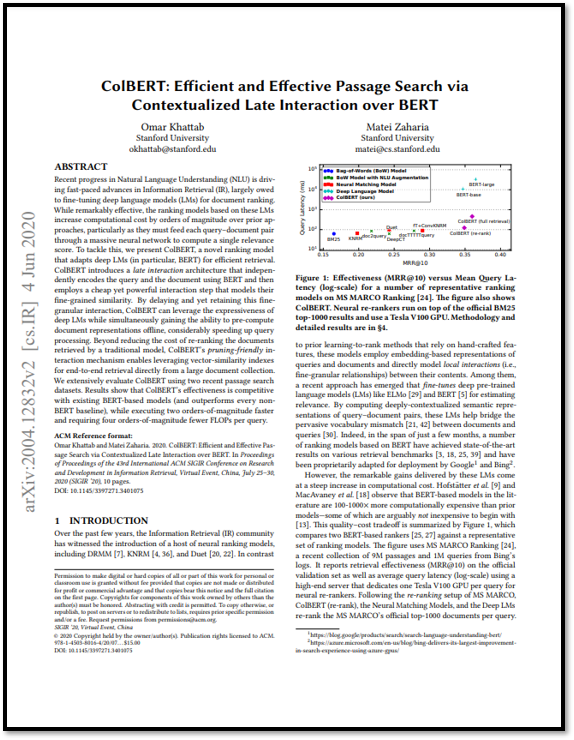 ColBERT: Efficient and Effective Passage Search via
Contextualized Late Interaction over BERT
Omar Khattab
Stanford University
okhattab@stanford.edu
Matei Zaharia
Stanford University
matei@cs.stanford.edu
arXiv:2004.12832v2 [cs.IR] 4 Jun 2020
ABSTRACT
Recent progress in Natural Language Understanding (NLU) is driv-
ing fast-paced advances in Information Retrieval (IR), largely owed
to fine-tuning deep language models (LMs) for document ranking.
While remarkably effective, the ranking models based on these LMs
increase computational cost by orders of magnitude over prior ap-
proaches, particularly as they must feed each query–document pair
through a massive neural network to compute a single relevance
score. To tackle this, we present ColBERT, a novel ranking model
that adapts deep LMs (in particular, BERT) for efficient retrieval.
ColBERT introduces a late interaction architecture that indepen-
dently encodes the query and the document using BERT and then
employs a cheap yet powerful interaction step that models their
fine-grained similarity. By delaying and yet retaining this fine-
granular interaction, ColBERT can leverage the expressiveness of
deep LMs while simultaneously gaining the ability to pre-compute
document representations offline, considerably speeding up query
processing. Beyond reducing the cost of re-ranking the documents
retrieved by a traditional model, ColBERT's pruning-friendly in-
teraction mechanism enables leveraging vector-similarity indexes
for end-to-end retrieval directly from a large document collection.
We extensively evaluate ColBERT using two recent passage search
datasets. Results show that ColBERT's effectiveness is competitive
with existing BERT-based models (and outperforms every non-
BERT baseline), while executing two orders-of-magnitude faster
and requiring four orders-of-magnitude fewer FLOPs per query.
ACM Reference format:
Omar Khattab and Matei Zaharia. 2020. ColBERT: Efficient and Effective Pas-
sage Search via Contextualized Late Interaction over BERT. In Proceedings
of Proceedings of the 43rd International ACM SIGIR Conference on Research
and Development in Information Retrieval, Virtual Event, China, July 25–30,
2020 (SIGIR '20), 10 pages.
DOI: 10.1145/3397271.3401075
1 INTRODUCTION
Over the past few years, the Information Retrieval (IR) community
has witnessed the introduction of a host of neural ranking models,
including DRMM [7], KNRM [4, 36], and Duet [20, 22]. In contrast
Permission to make digital or hard copies of all or part of this work for personal or
classroom use is granted without fee provided that copies are not made or distributed
for profit or commercial advantage and that copies bear this notice and the full citation
on the first page. Copyrights for components of this work owned by others than the
author(s) must be honored. Abstracting with credit is permitted. To copy otherwise, or
republish, to post on servers or to redistribute to lists, requires prior specific permission
and/or a fee. Request permissions from permissions@acm.org.
SIGIR '20, Virtual Event, China
© 2020 Copyright held by the owner/author(s). Publication rights licensed to ACM.
978-1-4503-8016-4/20/07...$15.00
DOI: 10.1145/3397271.3401075
Bag-of-Words (BoW) Model
BoW Model with NLU Augmentation
Neural Matching Model
Deep Language Model
ColBERT (ours)
BERT-large
BERT-base
ColBERT (full retrieval)
ColBERT (re-rank)
BM25
KNRM
doc2query
Duet
DeepCT
fT+ConvKNRM
docTTTTTquery
Query Latency (ms)
10⁵
10⁴
10³
10²
10¹
0.15 0.20 0.25 0.30 0.35 0.40
MRR@10
Figure 1: Effectiveness (MRR@10) versus Mean Query La-
tency (log-scale) for a number of representative ranking
models on MS MARCO Ranking [24]. The figure also shows
ColBERT. Neural re-rankers run on top of the official BM25
top-1000 results and use a Tesla V100 GPU. Methodology and
detailed results are in §4.
to prior learning-to-rank methods that rely on hand-crafted fea-
tures, these models employ embedding-based representations of
queries and documents and directly model local interactions (i.e.,
fine-granular relationships) between their contents. Among them,
a recent approach has emerged that fine-tunes deep pre-trained
language models (LMs) like ELMo [29] and BERT [5] for estimating
relevance. By computing deeply-contextualized semantic repre-
sentations of query–document pairs, these LMs help bridge the
pervasive vocabulary mismatch [21, 42] between documents and
queries [30]. Indeed, in the span of just a few months, a number
of ranking models based on BERT have achieved state-of-the-art
results on various retrieval benchmarks [3, 18, 25, 39] and have
been proprietarily adapted for deployment by Google¹ and Bing².
However, the remarkable gains delivered by these LMs come
at a steep increase in computational cost. Hofstätter et al. [9] and
MacAvaney et al. [18] observe that BERT-based models in the lit-
erature are 100-1000× more computationally expensive than prior
models—some of which are arguably not inexpensive to begin with
[13]. This quality–cost tradeoff is summarized by Figure 1, which
compares two BERT-based rankers [25, 27] against a representative
set of ranking models. The figure uses MS MARCO Ranking [24],
a recent collection of 9M passages and 1M queries from Bing's
logs. It reports retrieval effectiveness (MRR@10) on the official
validation set as well as average query latency (log-scale) using a
high-end server that dedicates one Tesla V100 GPU per query for
neural re-rankers. Following the re-ranking setup of MS MARCO,
ColBERT (re-rank), the Neural Matching Models, and the Deep LMs
re-rank the MS MARCO's official top-1000 documents per query.
¹https://blog.google/products/search/search-language-understanding-bert/
²https://azure.microsoft.com/en-us/blog/bing-delivers-its-largest-improvement-
in-search-experience-using-azure-gpus/